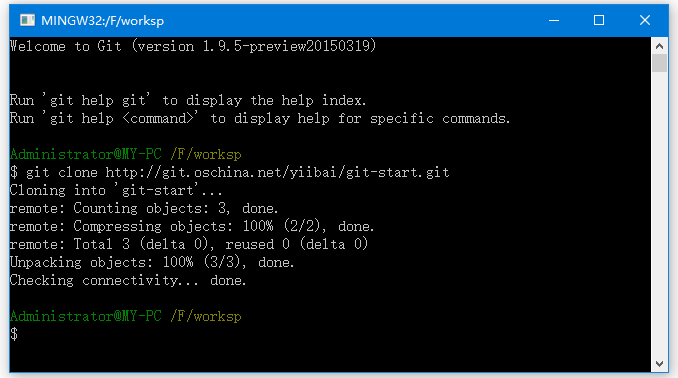 MINGW32:/F/worksp
Welcome to Git (version 1.9.5-preview20150319)
Run 'git help git' to display the help index.
Run 'git help <command>' to display help for specific commands.
Administrator@MY-PC /F/worksp
$ git clone http://git.oschina.net/yiibai/git-start.git
Cloning into 'git-start'...
remote: Counting objects: 3, done.
remote: Compressing objects: 100% (2/2), done.
remote: Total 3 (delta 0), reused 0 (delta 0)
Unpacking objects: 100% (3/3), done.
Checking connectivity... done.
Administrator@MY-PC /F/worksp
$